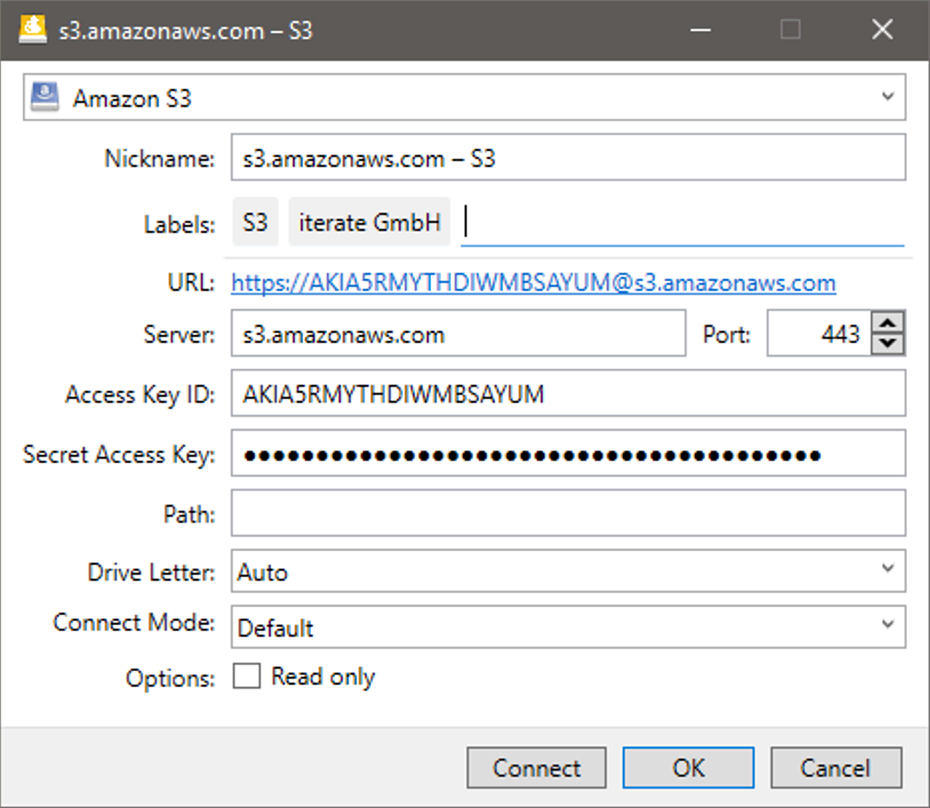 s3.amazonaws.com – S3
Amazon S3
Nickname: s3.amazonaws.com – S3
Labels: S3 iterate GmbH
URL: https://AKIA5RMYTHDIWMBSAYUM@s3.amazonaws.com
Server: s3.amazonaws.com Port: 443
Access Key ID: AKIA5RMYTHDIWMBSAYUM
Secret Access Key: ●●●●●●●●●●●●●●●●●●●●●●●●●●●●●●●●●●●●●●●●
Path:
Drive Letter: Auto
Connect Mode: Default
Options: Read only
Connect OK Cancel